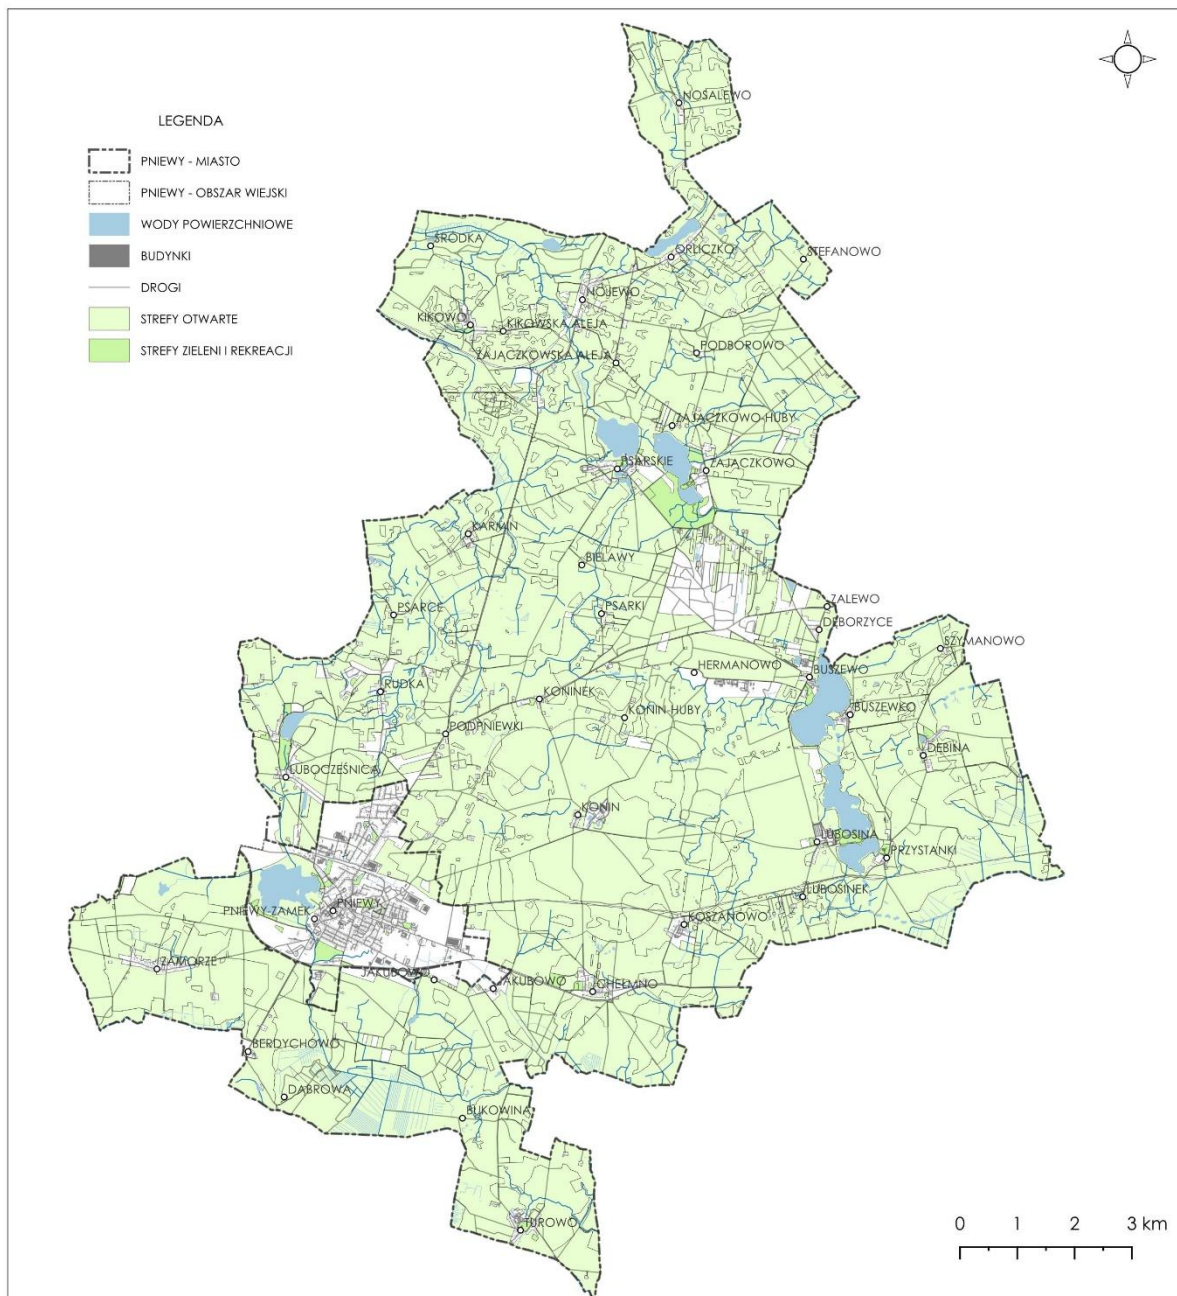 NOSALEWO
LEGENDA
PNIEWY - MIASTO
PNIEWY - OBSZAR WIEJSKI
WODY POWIERZCHNIOWE
BUDYNKI
DROGI
STREFY OTWARTE
STREFY ZIELENI I REKREACJI
ŚRODKA
ORLICZKO
STEFANOWO
NOJEWO
KIKOWO
KIKOWSKA ALEJA
ZAJĄCZKOWSKA ALEJA
PODBOROWO
ZAJĄCZKOWO-HUBY
PSARSKIE
ZAJĄCZKOWO
KARMIN
BIELAWY
PSARCE
PSARKI
ZALEWO
DĘBORZYCE
SZYMANOWO
HERMANOWO
BUSZEWO
RUDKA
KONINEK
BUSZEWKO
KONIN-HUBY
PODPNIEWKI
DĘBINA
LUBOCZEŚNICA
KONIN
LUBOSINA
PRZYSTANKI
LUBOSINEK
PNIEWY
PNIEWY-ZAMEK
KOSZANOWO
ZAMORZE
JAKUBOWO
JAKUBOWO
CHEŁMNO
BERDYCHOWO
DĄBROWA
BUKOWINA
TUROWO
0 1 2 3 km